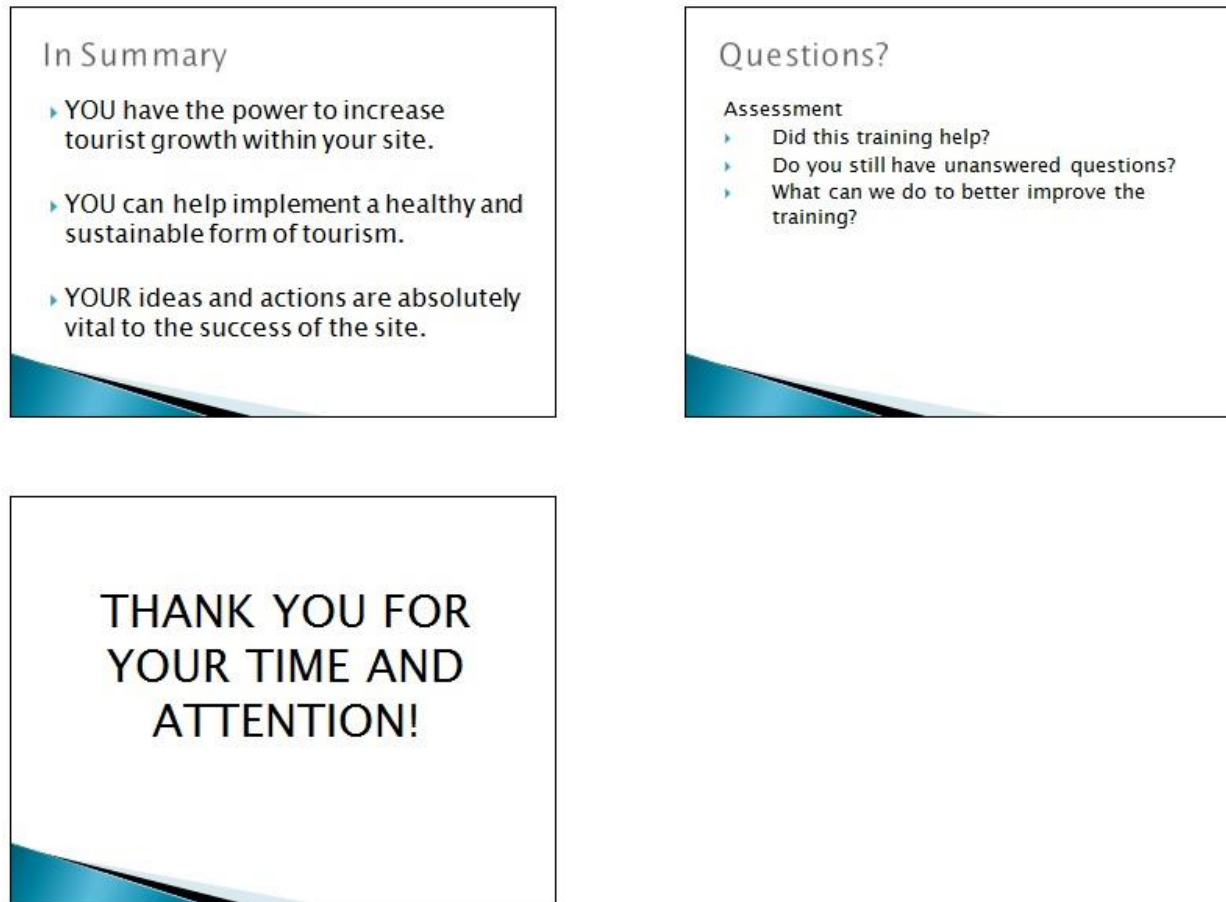 In Summary
YOU have the power to increase
tourist growth within your site.
YOU can help implement a healthy and
sustainable form of tourism.
YOUR ideas and actions are absolutely
vital to the success of the site.
Questions?
Assessment
Did this training help?
Do you still have unanswered questions?
What can we do to better improve the
training?
THANK YOU FOR
YOUR TIME AND
ATTENTION!